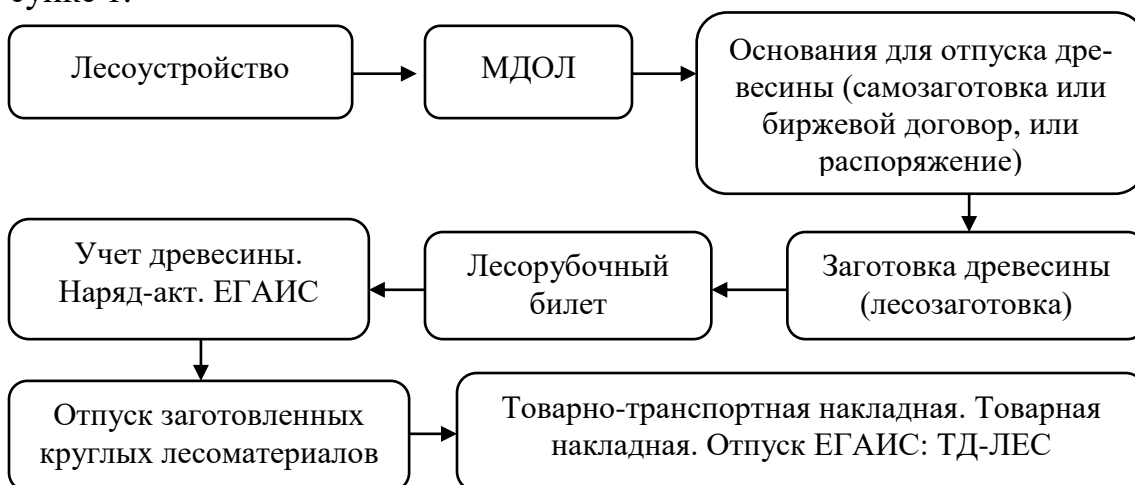 сунке 1.
Лесоустройство
МДОЛ
Основания для отпуска дре-
весины (самозаготовка или
биржевой договор, или
распоряжение)
Учет древесины.
Наряд-акт. ЕГАИС
Лесорубочный
билет
Заготовка древесины
(лесозаготовка)
Отпуск заготовленных
круглых лесоматериалов
Товарно-транспортная накладная. Товарная
накладная. Отпуск ЕГАИС: ТД-ЛЕС